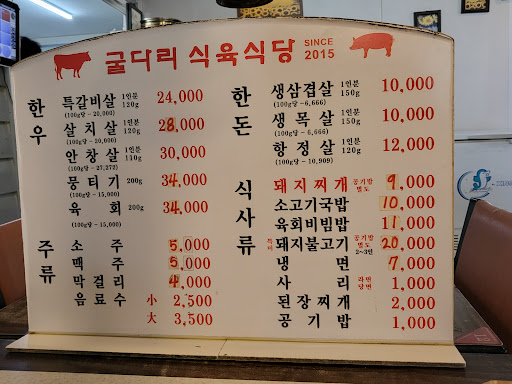 굴다리 식육식당 SINCE 2015
한우
특갈비살 1인분 120g 24,000
(100g당 - 20,000)
살치살 1인분 120g 28,000
안창살 1인분 110g 30,000
(100g당 - 27,272)
뭉티기 200g 34,000
(100g당 - 15,000)
육회 200g 34,000
(100g당 - 15,000)
주류
소주 5,000
맥주 5,000
막걸리 4,000
음료수 小 2,500
大 3,500
한돈
생삼겹살 1인분 150g 10,000
(100g당 - 6,666)
생목살 1인분 150g 10,000
(100g당 - 6,666)
항정살 1인분 110g 12,000
(100g당 - 10,909)
식사류
돼지찌개 공기밥 별도 9,000
소고기국밥 10,000
육회비빔밥 11,000
돼지불고기 공기밥 별도 2~3인 20,000
냉면 7,000
사리 라면 당면 1,000
된장찌개 2,000
공기밥 1,000